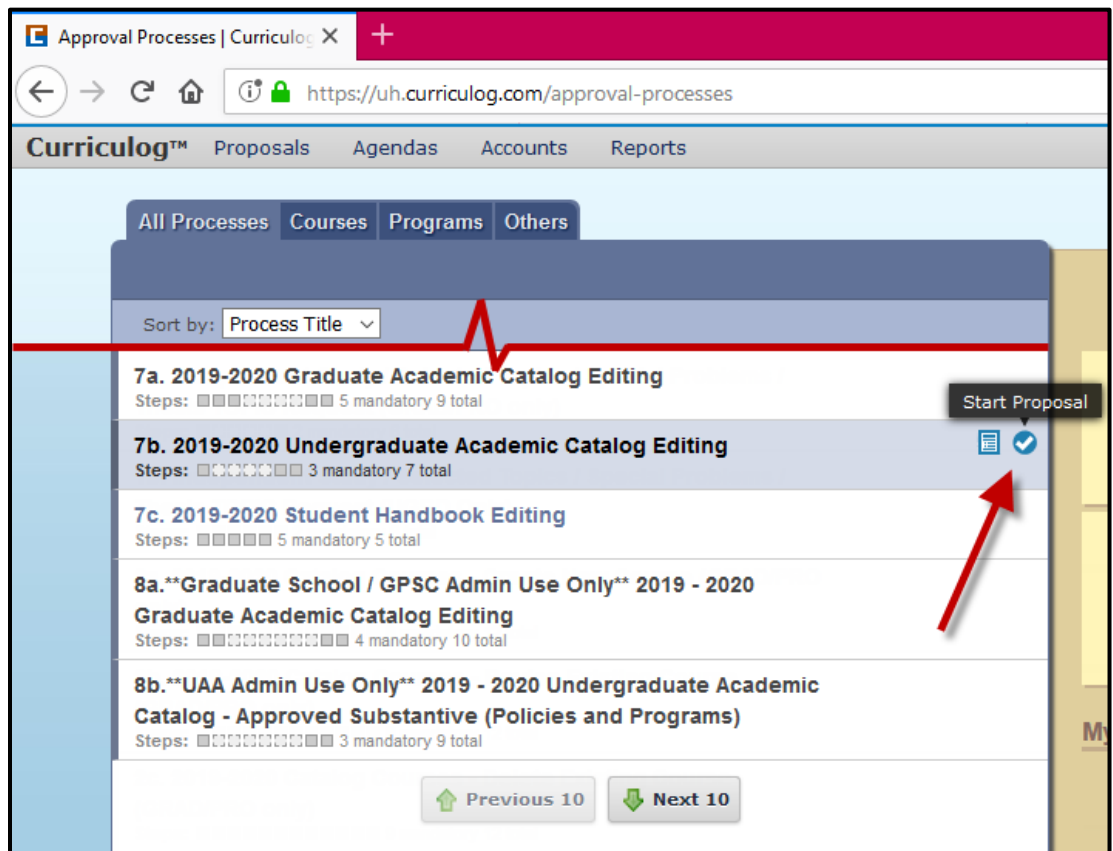 Approval Processes | Curriculog
https://uh.curriculog.com/approval-processes
Curriculog™ Proposals Agendas Accounts Reports
All Processes Courses Programs Others
Sort by: Process Title
7a. 2019-2020 Graduate Academic Catalog Editing
Steps: 5 mandatory 9 total
Start Proposal
7b. 2019-2020 Undergraduate Academic Catalog Editing
Steps: 3 mandatory 7 total
7c. 2019-2020 Student Handbook Editing
Steps: 5 mandatory 5 total
8a.**Graduate School / GPSC Admin Use Only** 2019 - 2020
Graduate Academic Catalog Editing
Steps: 4 mandatory 10 total
8b.**UAA Admin Use Only** 2019 - 2020 Undergraduate Academic
Catalog - Approved Substantive (Policies and Programs)
Steps: 3 mandatory 9 total
My
Previous 10 Next 10